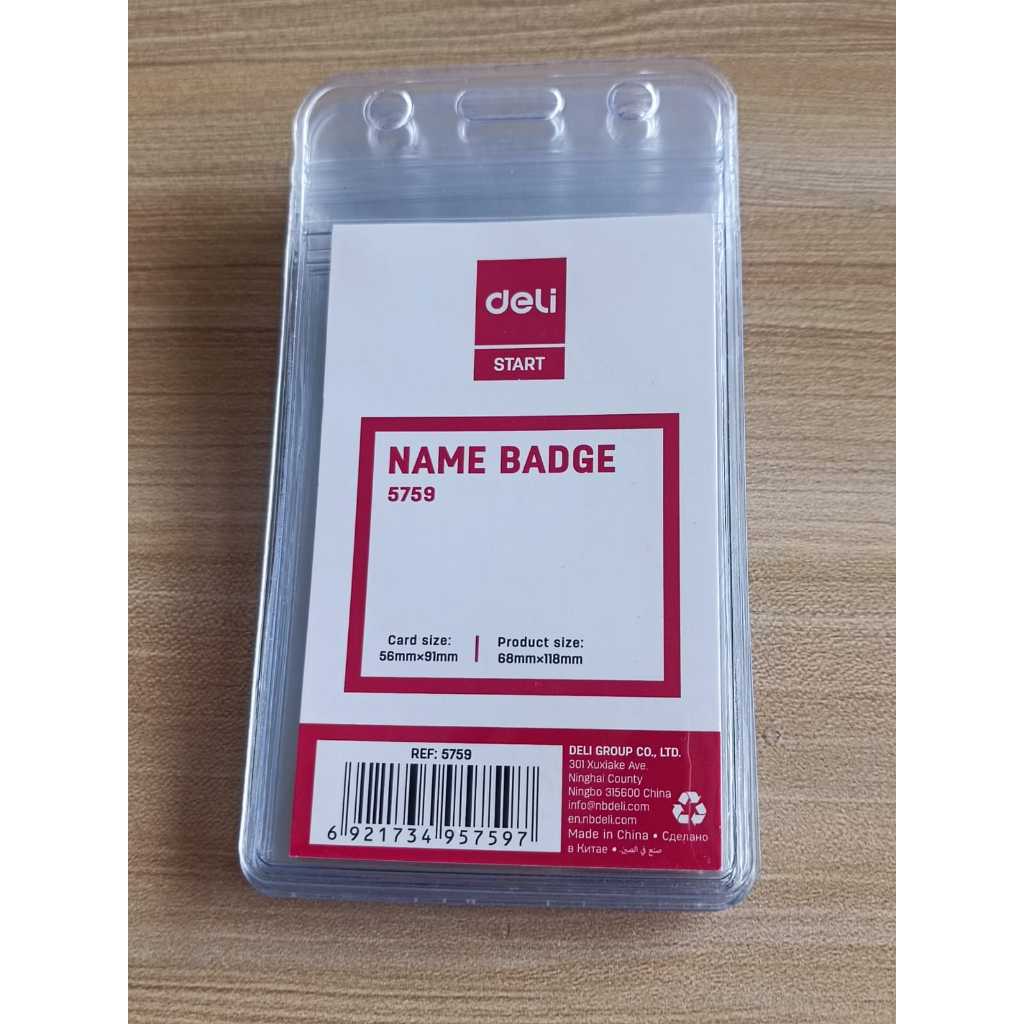 deli
START
NAME BADGE
5759
Card size:
56mm×91mm
Product size:
68mm×118mm
REF: 5759
6 921734 957597
DELI GROUP CO., LTD.
301 Xuxiake Ave.
Ninghai County
Ningbo 315600 China
info@nbdeli.com
en.nbdeli.com
Made in China • Сделано
в Китае • صنع في الصين